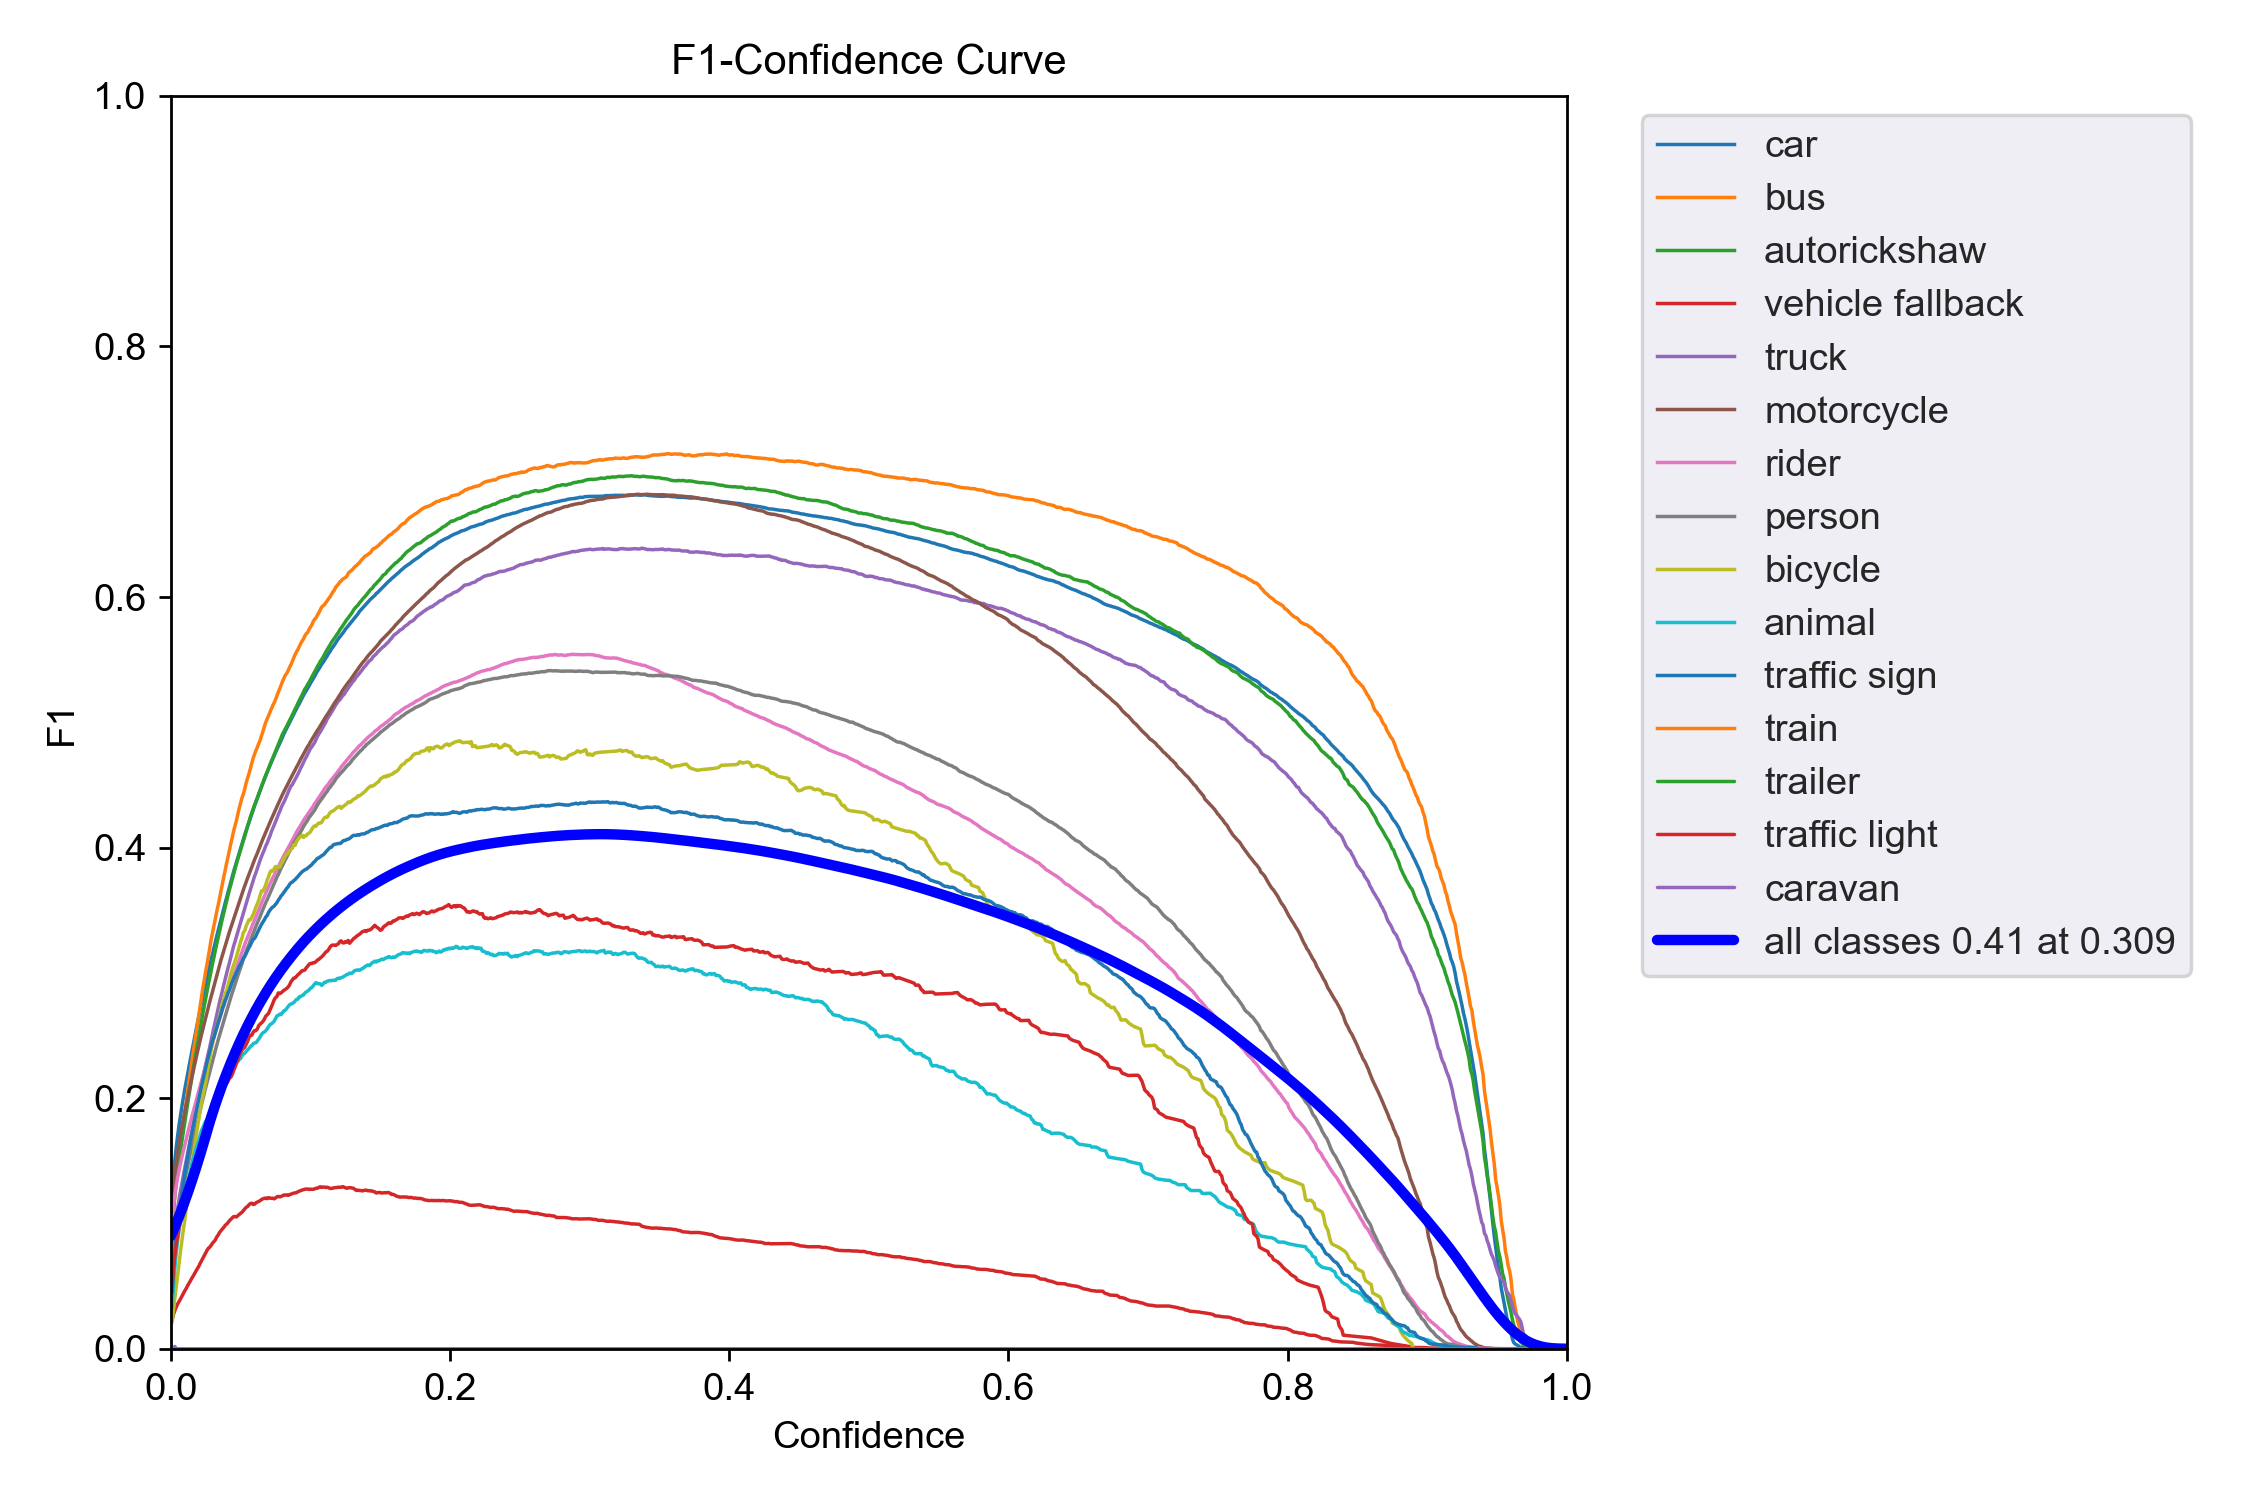 F1-Confidence Curve
1.0
0.8
0.6
0.4
0.2
0.0
F1
0.0 0.2 0.4 0.6 0.8 1.0
Confidence
car
bus
autorickshaw
vehicle fallback
truck
motorcycle
rider
person
bicycle
animal
traffic sign
train
trailer
traffic light
caravan
all classes 0.41 at 0.309